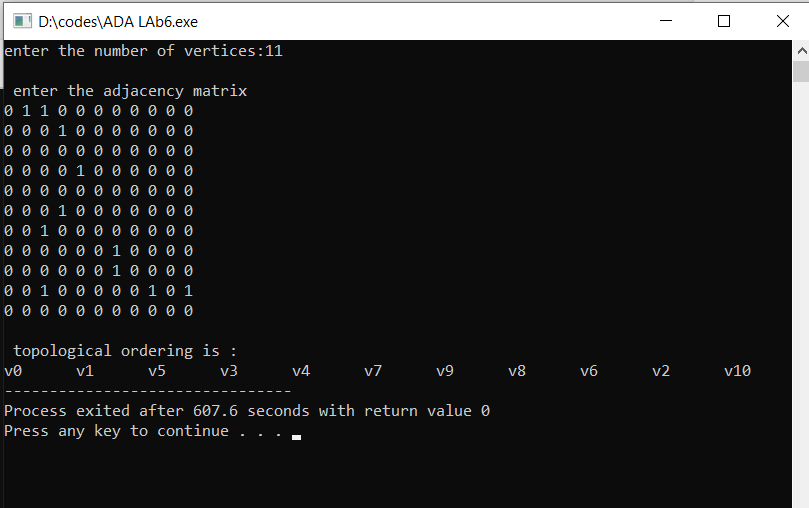 D:\codes\ADA LAb6.exe
enter the number of vertices:11
enter the adjacency matrix
0 1 1 0 0 0 0 0 0 0 0
0 0 0 1 0 0 0 0 0 0 0
0 0 0 0 0 0 0 0 0 0 0
0 0 0 0 1 0 0 0 0 0 0
0 0 0 0 0 0 0 0 0 0 0
0 0 0 1 0 0 0 0 0 0 0
0 0 1 0 0 0 0 0 0 0 0
0 0 0 0 0 0 1 0 0 0 0
0 0 0 0 0 0 1 0 0 0 0
0 0 1 0 0 0 0 0 1 0 1
0 0 0 0 0 0 0 0 0 0 0
topological ordering is :
v0 v1 v5 v3 v4 v7 v9 v8 v6 v2 v10
--------------------------------
Process exited after 607.6 seconds with return value 0
Press any key to continue . . .